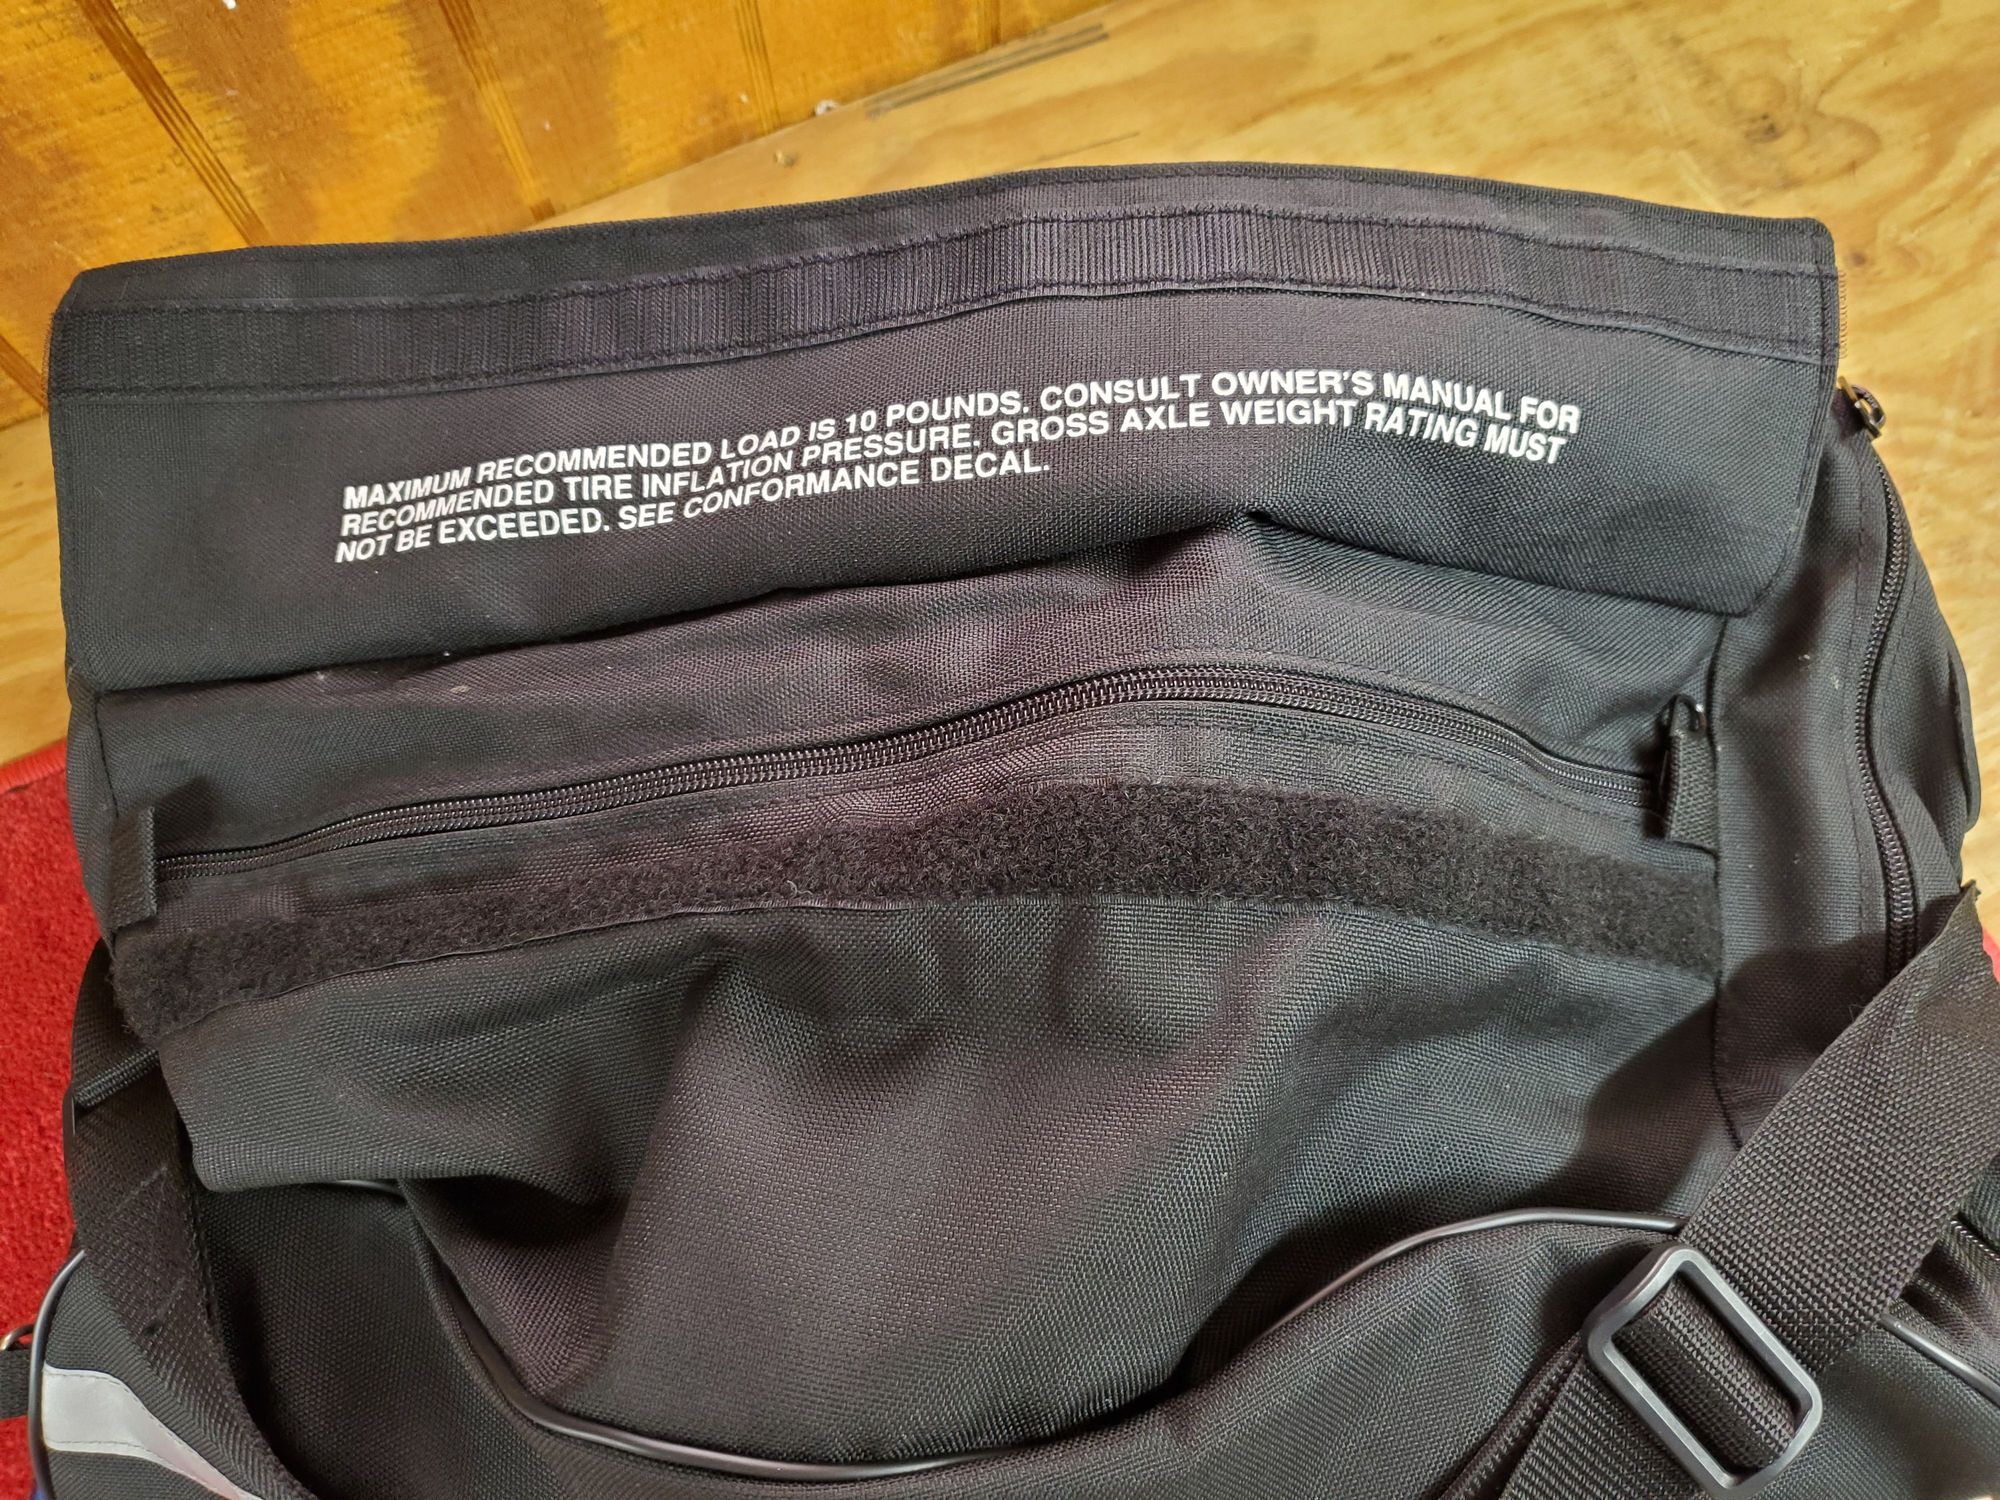 MAXIMUM RECOMMENDED LOAD IS 10 POUNDS. CONSULT OWNER'S MANUAL FOR
RECOMMENDED TIRE INFLATION PRESSURE. GROSS AXLE WEIGHT RATING MUST
NOT BE EXCEEDED. SEE CONFORMANCE DECAL.